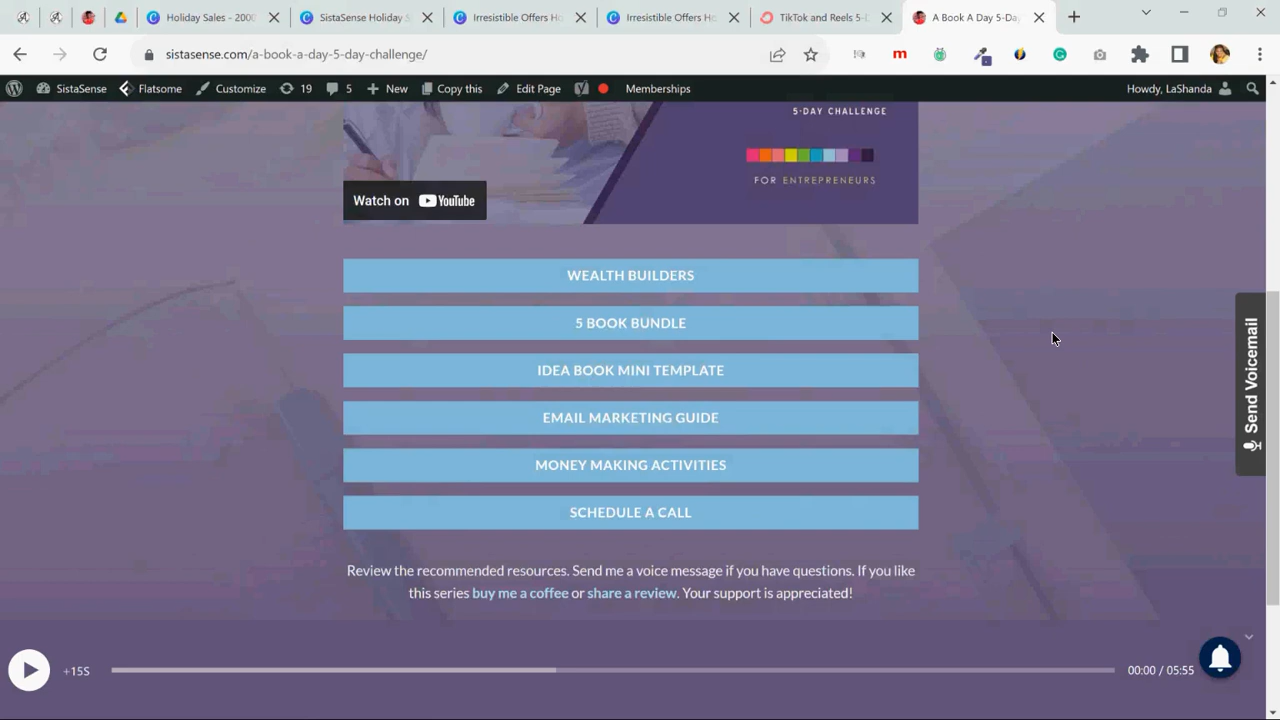 Holiday Sales - 2000
SistaSense Holiday S
Irresistible Offers Ho
Irresistible Offers Ho
TikTok and Reels 5-D
A Book A Day 5-Day
sistasense.com/a-book-a-day-5-day-challenge/
SistaSense Flatsome Customize 19 5 New Copy this Edit Page Memberships Howdy, LaShanda
5-DAY CHALLENGE
FOR ENTREPRENEURS
Watch on YouTube
WEALTH BUILDERS
5 BOOK BUNDLE
IDEA BOOK MINI TEMPLATE
EMAIL MARKETING GUIDE
MONEY MAKING ACTIVITIES
SCHEDULE A CALL
Send Voicemail
Review the recommended resources. Send me a voice message if you have questions. If you like
this series buy me a coffee or share a review. Your support is appreciated!
+15S
00:00 / 05:55